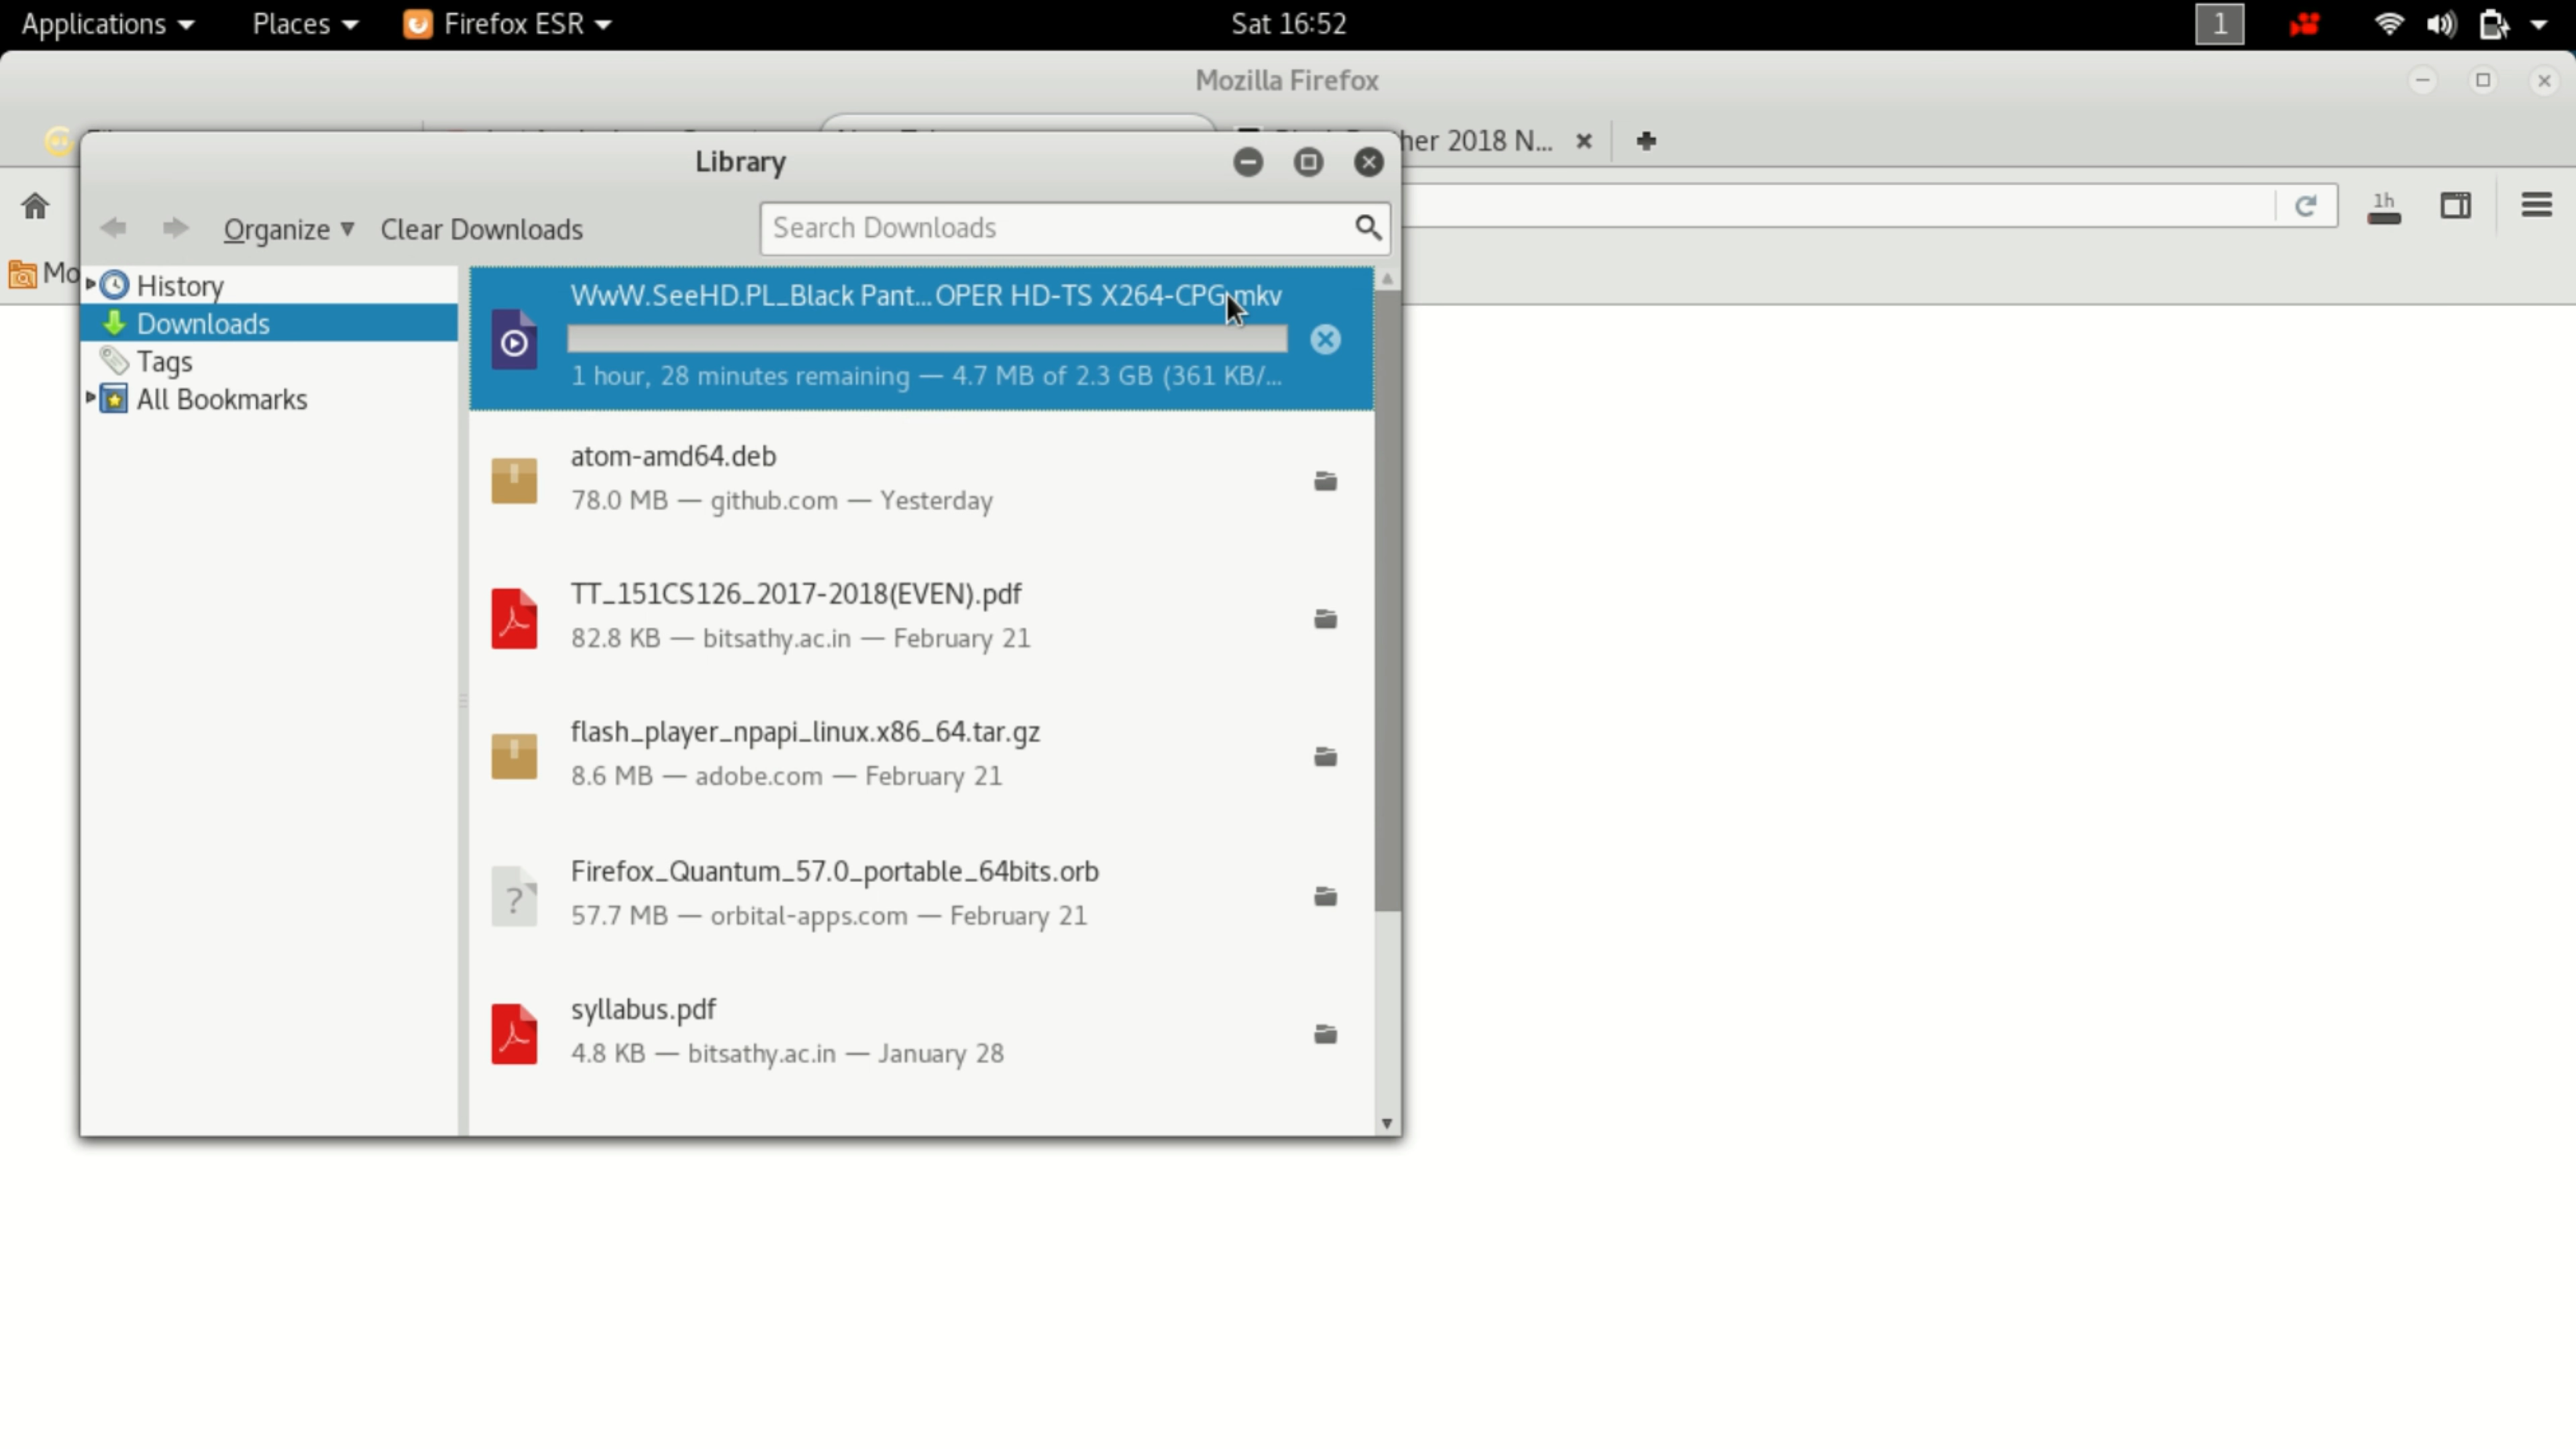 Applications Places Firefox ESR Sat 16:52 1
Mozilla Firefox
her 2018 N...
Library
Organize Clear Downloads Search Downloads
1h
Mo
History
Downloads
Tags
All Bookmarks
WwW.SeeHD.PL_Black Pant...OPER HD-TS X264-CPG.mkv
1 hour, 28 minutes remaining — 4.7 MB of 2.3 GB (361 KB/...
atom-amd64.deb
78.0 MB — github.com — Yesterday
TT_151CS126_2017-2018(EVEN).pdf
82.8 KB — bitsathy.ac.in — February 21
flash_player_npapi_linux.x86_64.tar.gz
8.6 MB — adobe.com — February 21
Firefox_Quantum_57.0_portable_64bits.orb
57.7 MB — orbital-apps.com — February 21
syllabus.pdf
4.8 KB — bitsathy.ac.in — January 28